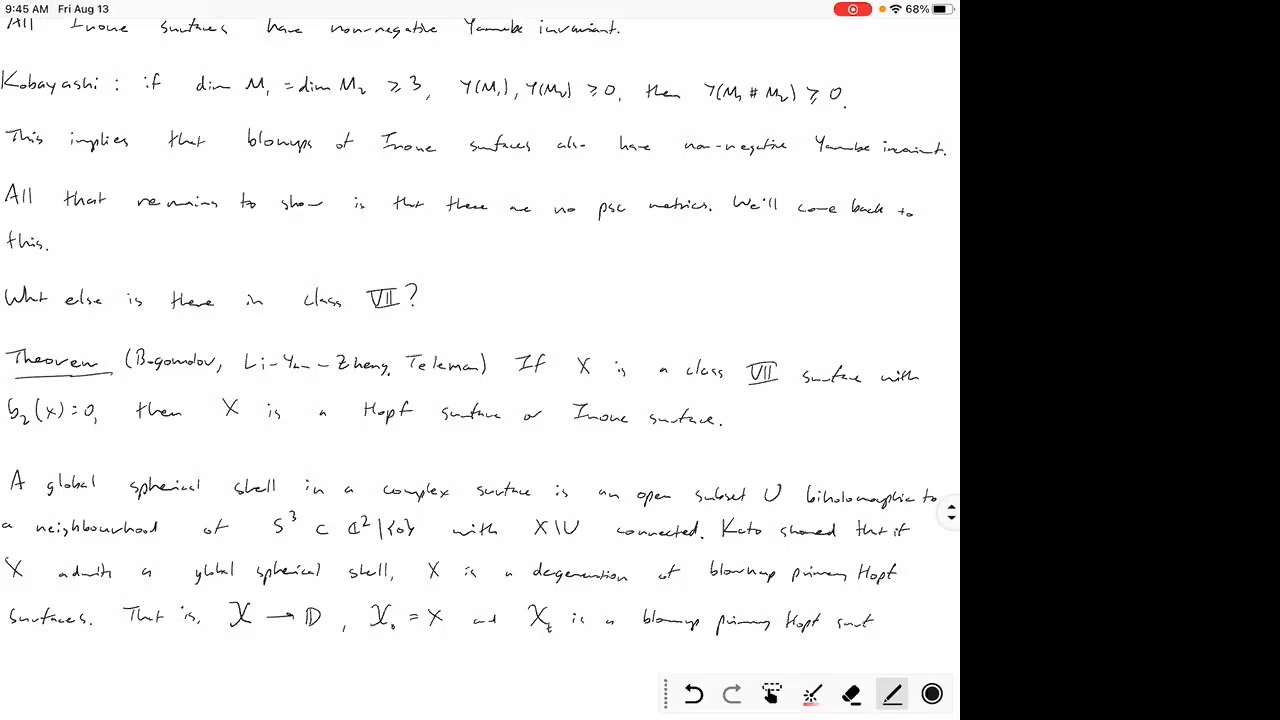 9:45 AM Fri Aug 13
68%
All Inoue surfaces have non-negative Yamabe invariant.
Kobayashi : if dim M₁ = dim M₂ ≥ 3, Y(M₁), Y(M₂) ≥ 0, then Y(M₁ # M₂) ≥ 0.
This implies that blowups of Inoue surfaces also have non-negative Yamabe invariant.
All that remains to show is that there are no psc metrics. We'll come back to
this.
What else is there in class VII?
Theorem (Bogomolov, Li-Yau-Zheng, Teleman) If X is a class VII surface with
b₂(X)=0, then X is a Hopf surface or Inoue surface.
A global spherical shell in a complex surface is an open subset U biholomorphic to
a neighbourhood of S³ ⊂ ℂ²\{0} with X\U connected. Kato showed that if
X admits a global spherical shell, X is a degeneration of blownup primary Hopf
surfaces. That is, 𝒳 → 𝔻, 𝒳₀ = X and 𝒳ₜ is a blownup primary Hopf surf